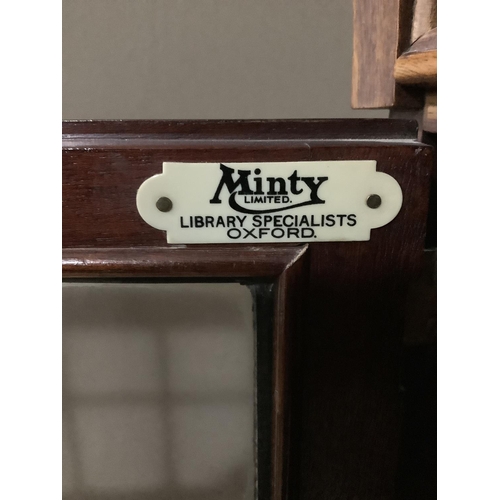 Minty
LIMITED.
LIBRARY SPECIALISTS
OXFORD.